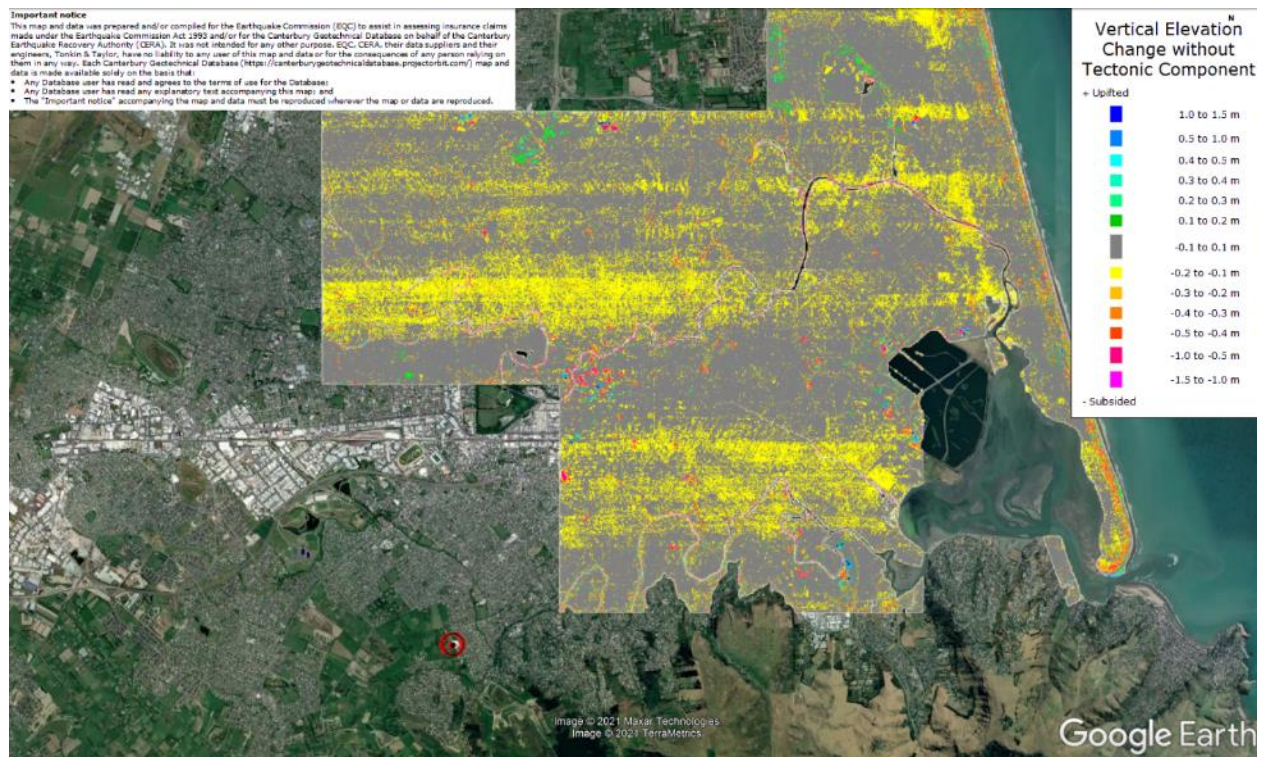 Important notice
This map and data was prepared and/or compiled for the Earthquake Commission (EQC) to assist in assessing insurance claims
made under the Earthquake Commission Act 1993 and/or for the Canterbury Geotechnical Database on behalf of the Canterbury
Earthquake Recovery Authority (CERA). It was not intended for any other purpose. EQC, CERA, their data suppliers and their
engineers, Tonkin & Taylor, have no liability to any user of this map and data or for the consequences of any person relying on
them in any way. Each Canterbury Geotechnical Database (https://canterburygeotechnicaldatabase.projectorbit.com/) map and
data is made available solely on the basis that:
• Any Database user has read and agrees to the terms of use for the Database;
• Any Database user has read any explanatory text accompanying this map; and
• The "Important notice" accompanying the map and data must be reproduced wherever the map or data are reproduced.
N
Vertical Elevation
Change without
Tectonic Component
+ Uplifted
1.0 to 1.5 m
0.5 to 1.0 m
0.4 to 0.5 m
0.3 to 0.4 m
0.2 to 0.3 m
0.1 to 0.2 m
-0.1 to 0.1 m
-0.2 to -0.1 m
-0.3 to -0.2 m
-0.4 to -0.3 m
-0.5 to -0.4 m
-1.0 to -0.5 m
-1.5 to -1.0 m
- Subsided
Image © 2021 Maxar Technologies
Image © 2021 TerraMetrics
Google Earth